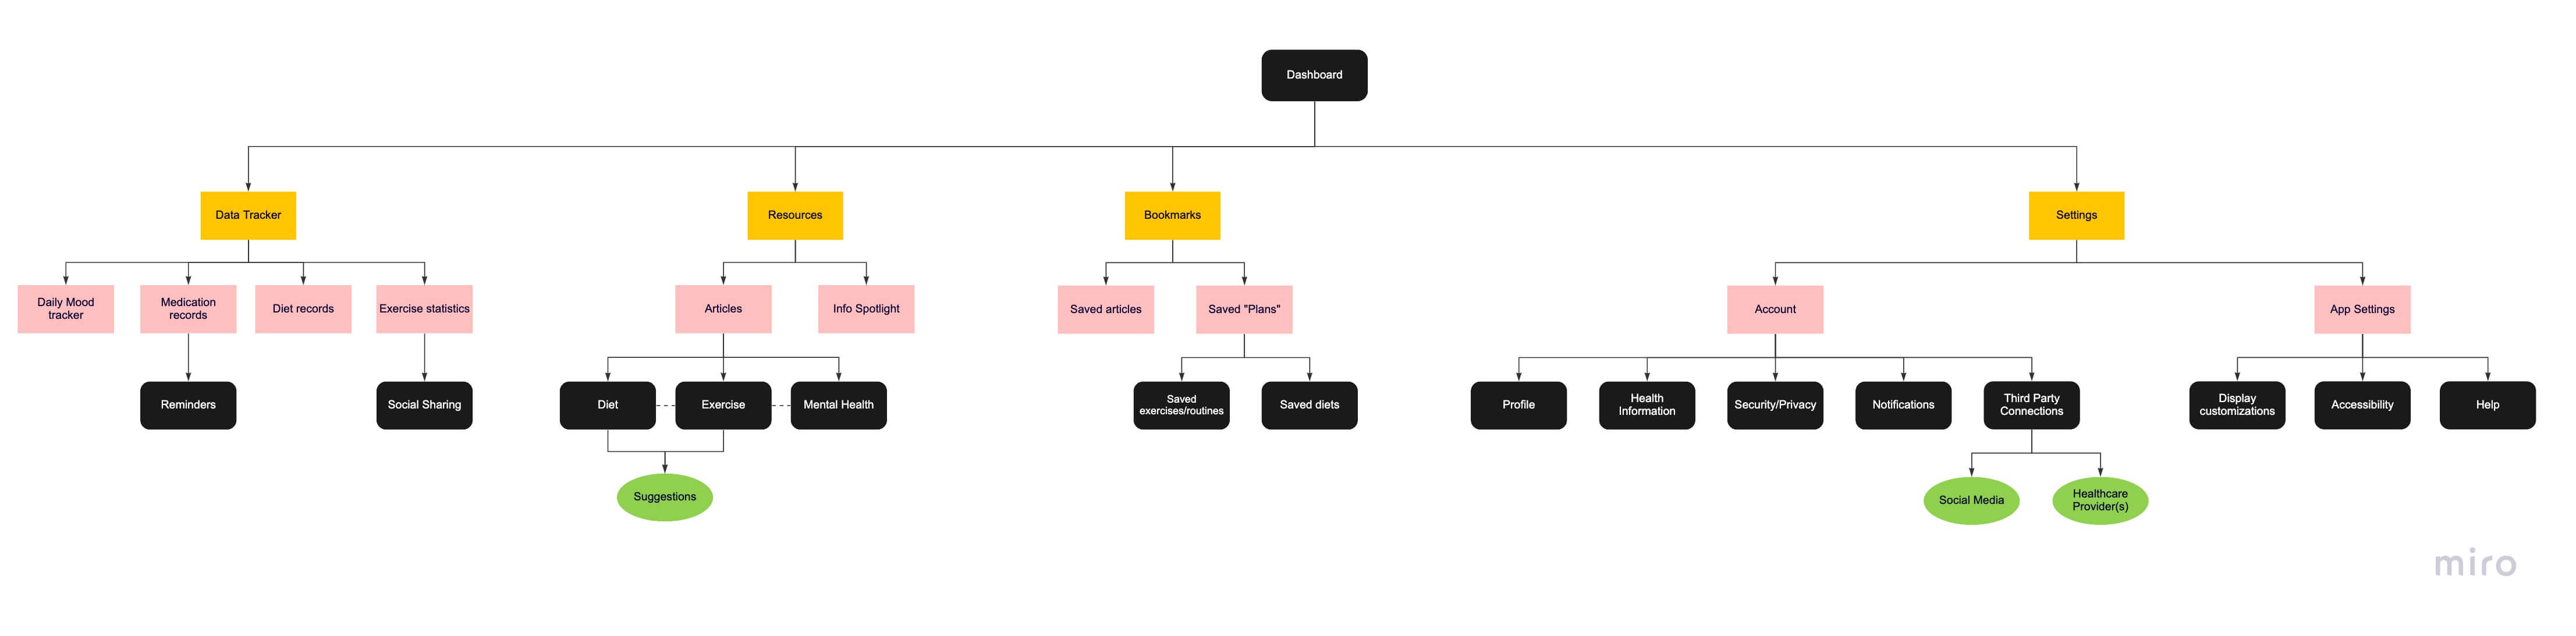 Dashboard
Data Tracker
Resources
Bookmarks
Settings
Daily Mood
tracker
Medication
records
Diet records
Exercise statistics
Articles
Info Spotlight
Saved articles
Saved "Plans"
Account
App Settings
Reminders
Social Sharing
Diet
Exercise
Mental Health
Saved
exercises/routines
Saved diets
Profile
Health
Information
Security/Privacy
Notifications
Third Party
Connections
Display
customizations
Accessibility
Help
Suggestions
Social Media
Healthcare
Provider(s)
miro